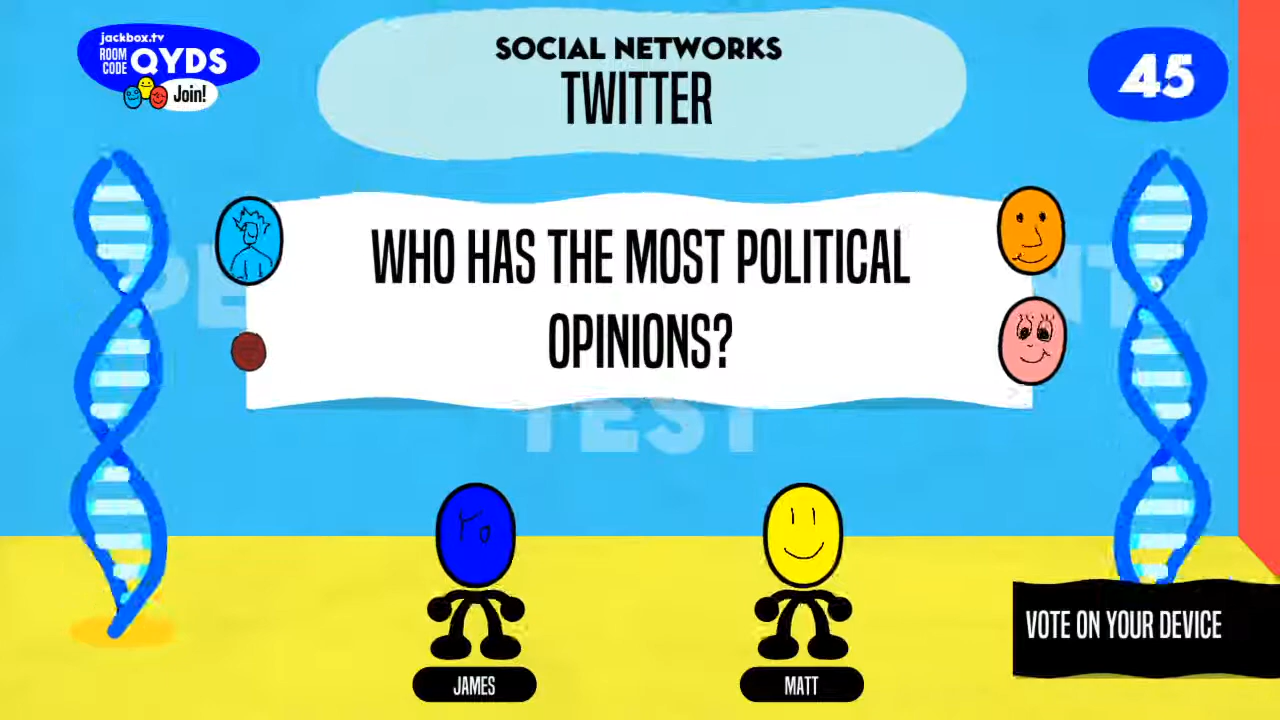 jackbox.tv
ROOM
CODE
QYDS
Join!
SOCIAL NETWORKS
TWITTER
45
WHO HAS THE MOST POLITICAL
OPINIONS?
TEST
VOTE ON YOUR DEVICE
JAMES
MATT